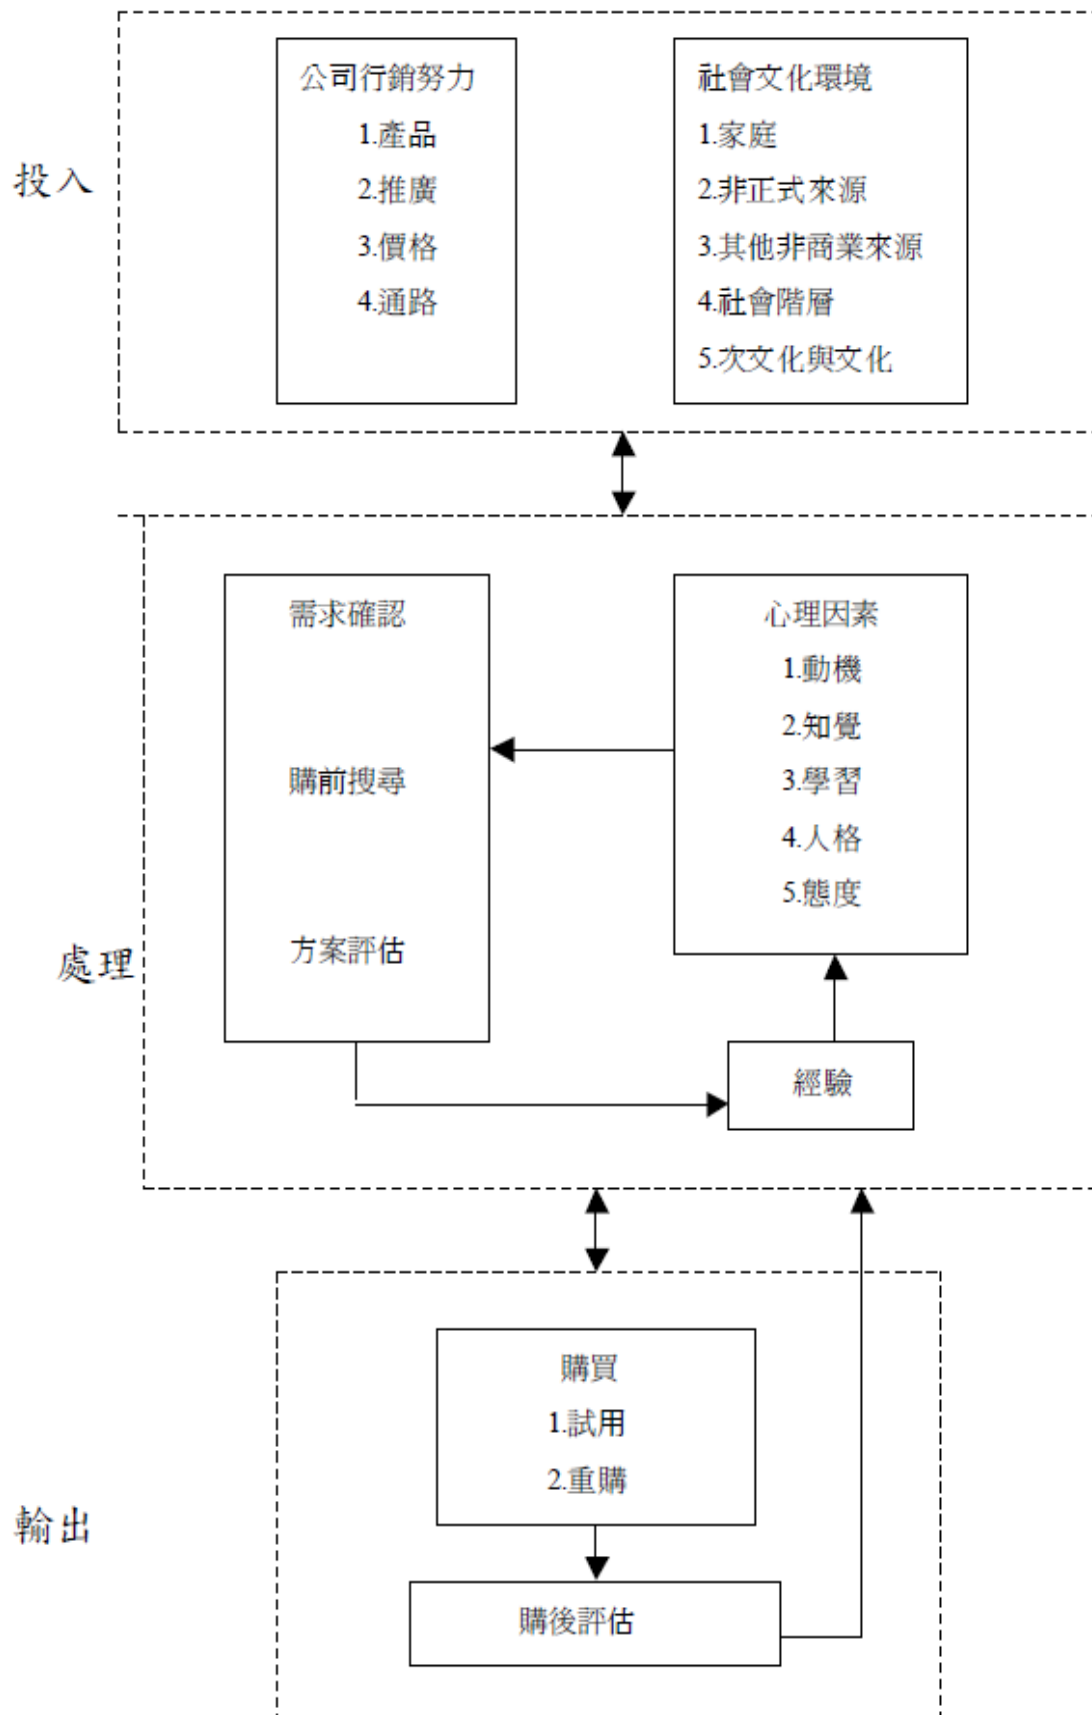 投入
公司行銷努力
1.產品
2.推廣
3.價格
4.通路
社會文化環境
1.家庭
2.非正式來源
3.其他非商業來源
4.社會階層
5.次文化與文化
處理
需求確認
購前搜尋
方案評估
心理因素
1.動機
2.知覺
3.學習
4.人格
5.態度
經驗
輸出
購買
1.試用
2.重購
購後評估